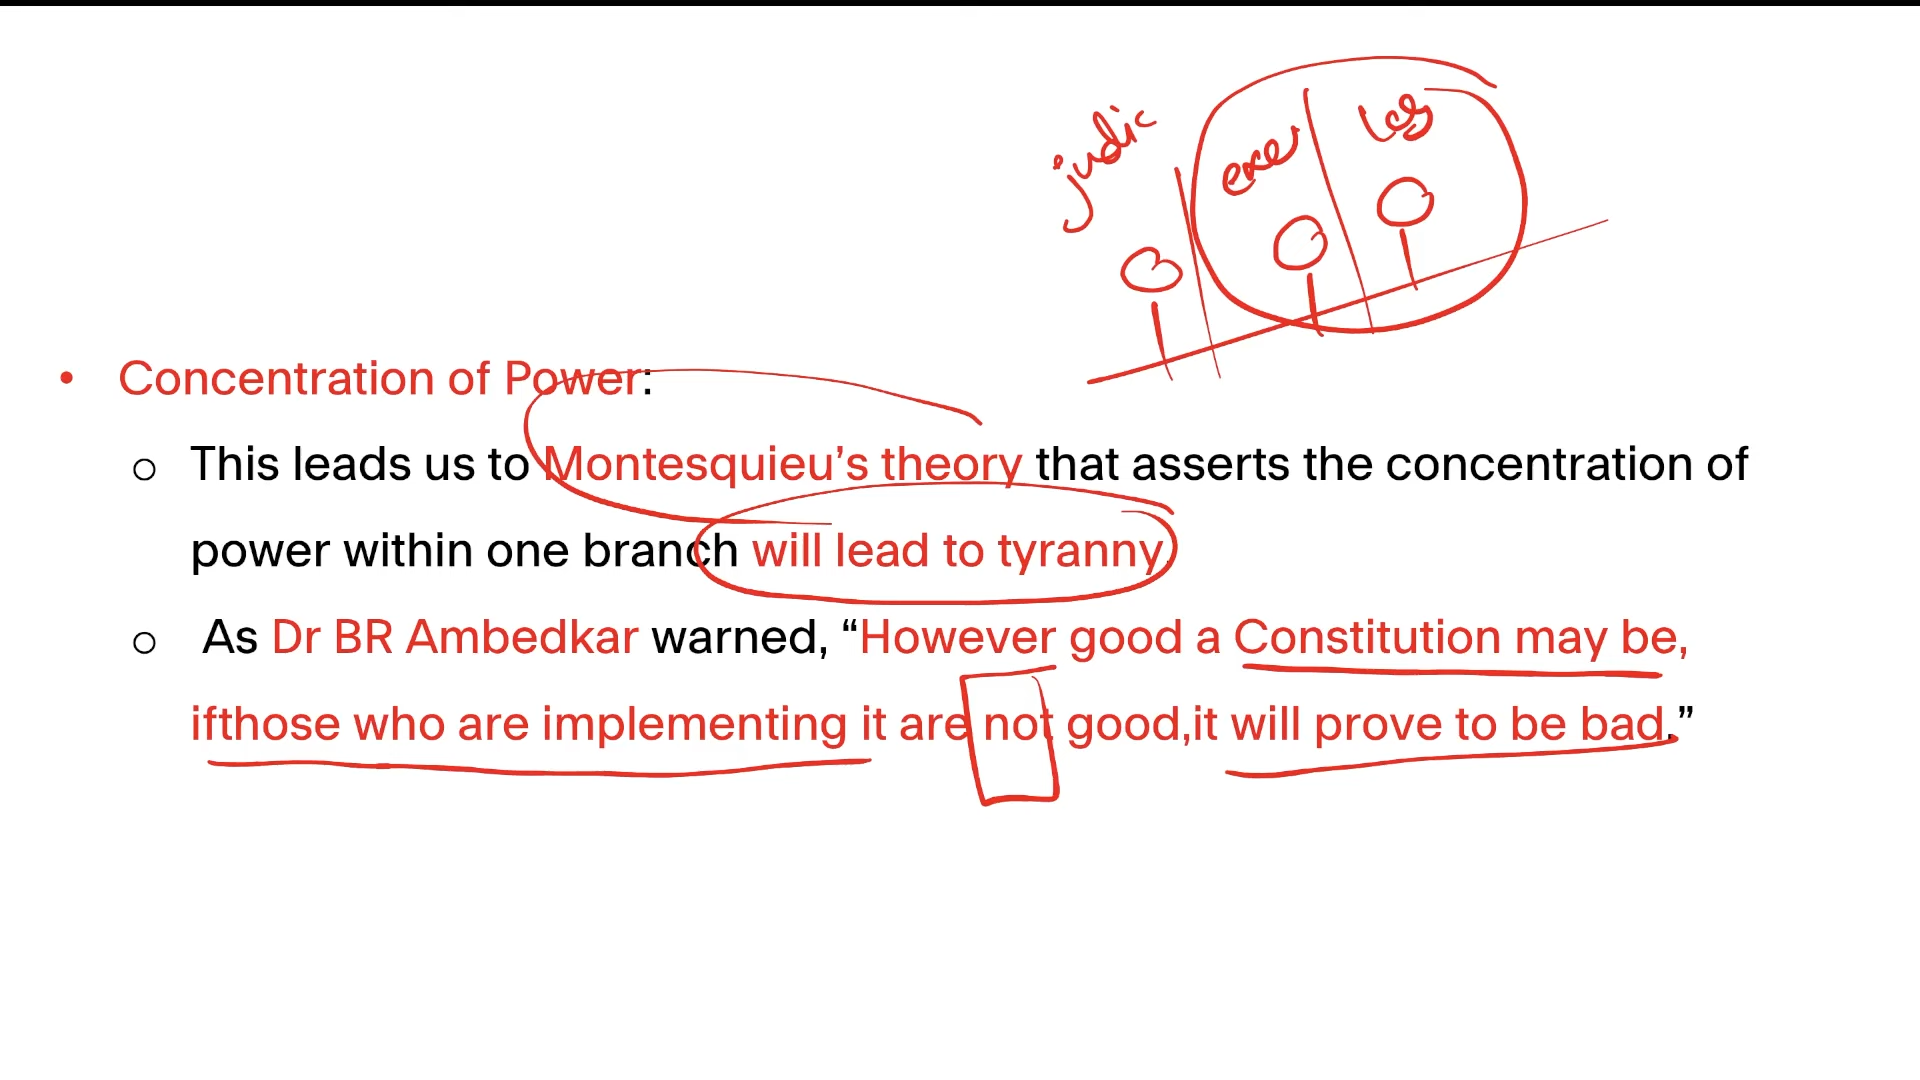 judic
exe
leg
• Concentration of Power:
○ This leads us to Montesquieu’s theory that asserts the concentration of
power within one branch will lead to tyranny.
○ As Dr BR Ambedkar warned, “However good a Constitution may be,
ifthose who are implementing it are not good,it will prove to be bad.”